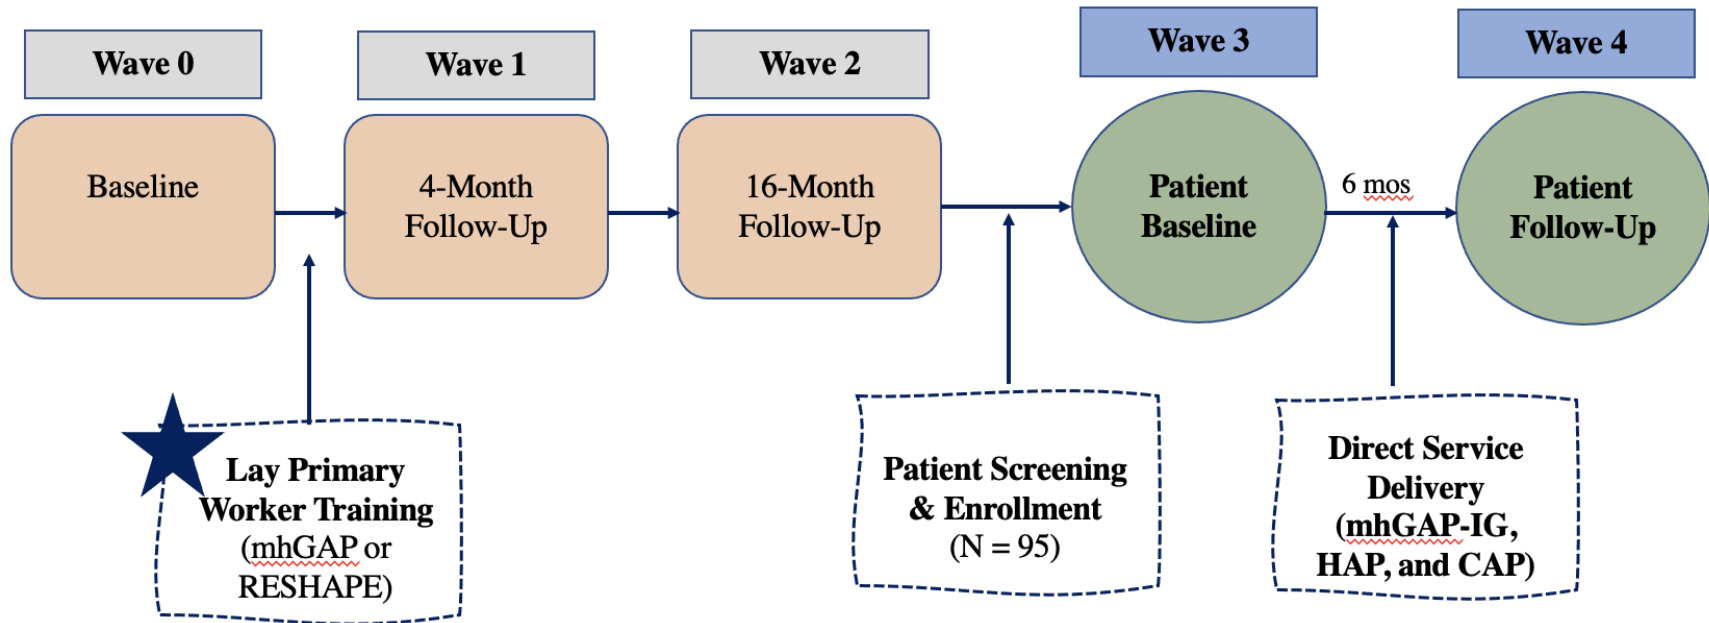 Wave 0
Wave 1
Wave 2
Wave 3
Wave 4
Baseline
4-Month
Follow-Up
16-Month
Follow-Up
Patient
Baseline
6 mos
Patient
Follow-Up
Lay Primary
Worker Training
(mhGAP or
RESHAPE)
Patient Screening
& Enrollment
(N = 95)
Direct Service
Delivery
(mhGAP-IG,
HAP, and CAP)